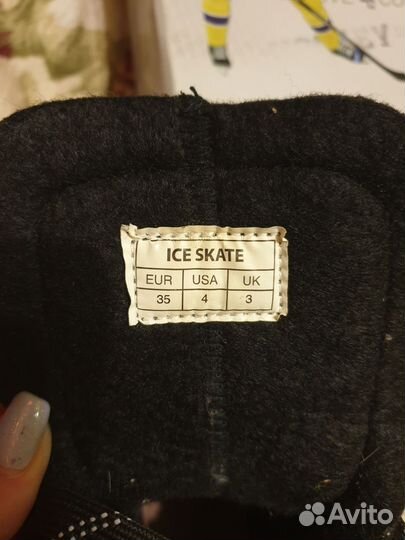 ICE SKATE
EUR USA UK
35 4 3
Avito